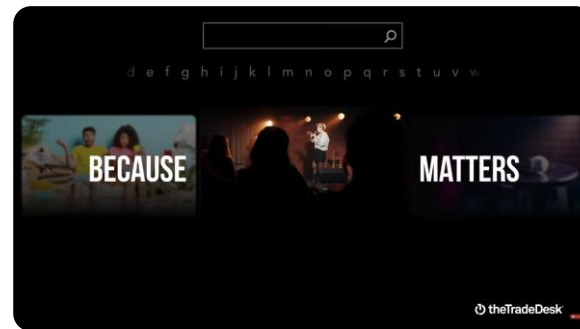 d e f g h i j k l m n o p q r s t u v w
BECAUSE MATTERS
theTradeDesk